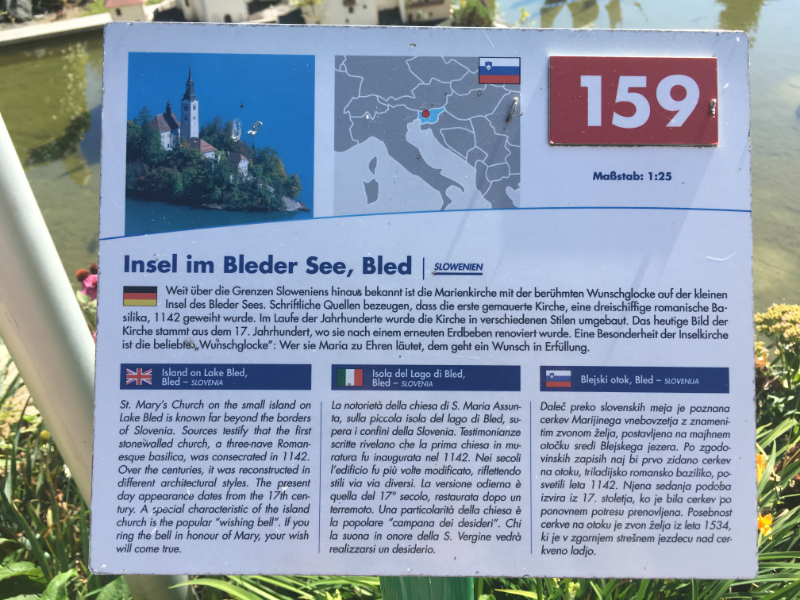 159
Maßstab: 1:25
Insel im Bleder See, Bled | SLOWENIEN
Weit über die Grenzen Sloweniens hinaus bekannt ist die Marienkirche mit der berühmten Wunschglocke auf der kleinen
Insel des Bleder Sees. Schriftliche Quellen bezeugen, dass die erste gemauerte Kirche, eine dreischiffige romanische Ba-
silika, 1142 geweiht wurde. Im Laufe der Jahrhunderte wurde die Kirche in verschiedenen Stilen umgebaut. Das heutige Bild der
Kirche stammt aus dem 17. Jahrhundert, wo sie nach einem erneuten Erdbeben renoviert wurde. Eine Besonderheit der Inselkirche
ist die beliebte „Wunschglocke": Wer sie Maria zu Ehren läutet, dem geht ein Wunsch in Erfüllung.
Island on Lake Bled,
Bled – SLOVENIA
St. Mary's Church on the small island on
Lake Bled is known far beyond the borders
of Slovenia. Sources testify that the first
stonewalled church, a three-nave Roman-
esque basilica, was consecrated in 1142.
Over the centuries, it was reconstructed in
different architectural styles. The present
day appearance dates from the 17th cen-
tury. A special characteristic of the island
church is the popular "wishing bell". If you
ring the bell in honour of Mary, your wish
will come true.
Isola del Lago di Bled,
Bled – SLOVENIA
La notorietà della chiesa di S. Maria Assun-
ta, sulla piccola isola del lago di Bled, su-
pera i confini della Slovenia. Testimonianze
scritte rivelano che la prima chiesa in mu-
ratura fu inaugurata nel 1142. Nei secoli
l'edificio fu più volte modificato, riflettendo
stili via via diversi. La versione odierna è
quella del 17° secolo, restaurata dopo un
terremoto. Una particolarità della chiesa è
la popolare "campana dei desideri". Chi
la suona in onore della S. Vergine vedrà
realizzarsi un desiderio.
Blejski otok, Bled – SLOVENIJA
Daleč preko slovenskih meja je poznana
cerkev Marijinega vnebovzetja z znameni-
tim zvonom želja, postavljena na majhnem
otočku sredi Blejskega jezera. Po zgodo-
vinskih zapisih naj bi prvo zidano cerkev
na otoku, triladijsko romansko baziliko, po-
svetili leta 1142. Njena sedanja podoba
izvira iz 17. stoletja, ko je bila cerkev po
ponovnem potresu prenovljena. Posebnost
cerkve na otoku je zvon želja iz leta 1534,
ki je v zgornjem strešnem jezdecu nad cer-
kveno ladjo.